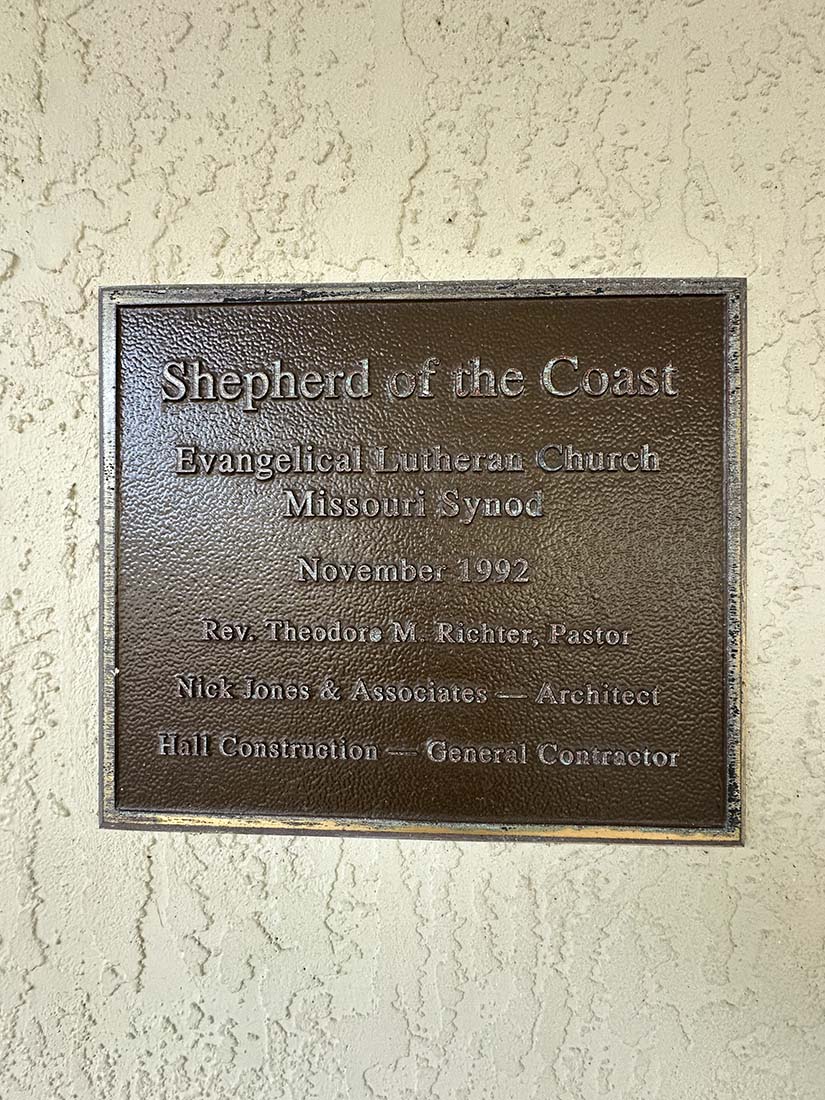 Shepherd of the Coast
Evangelical Lutheran Church
Missouri Synod
November 1992
Rev. Theodore M. Richter, Pastor
Nick Jones & Associates — Architect
Hall Construction — General Contractor